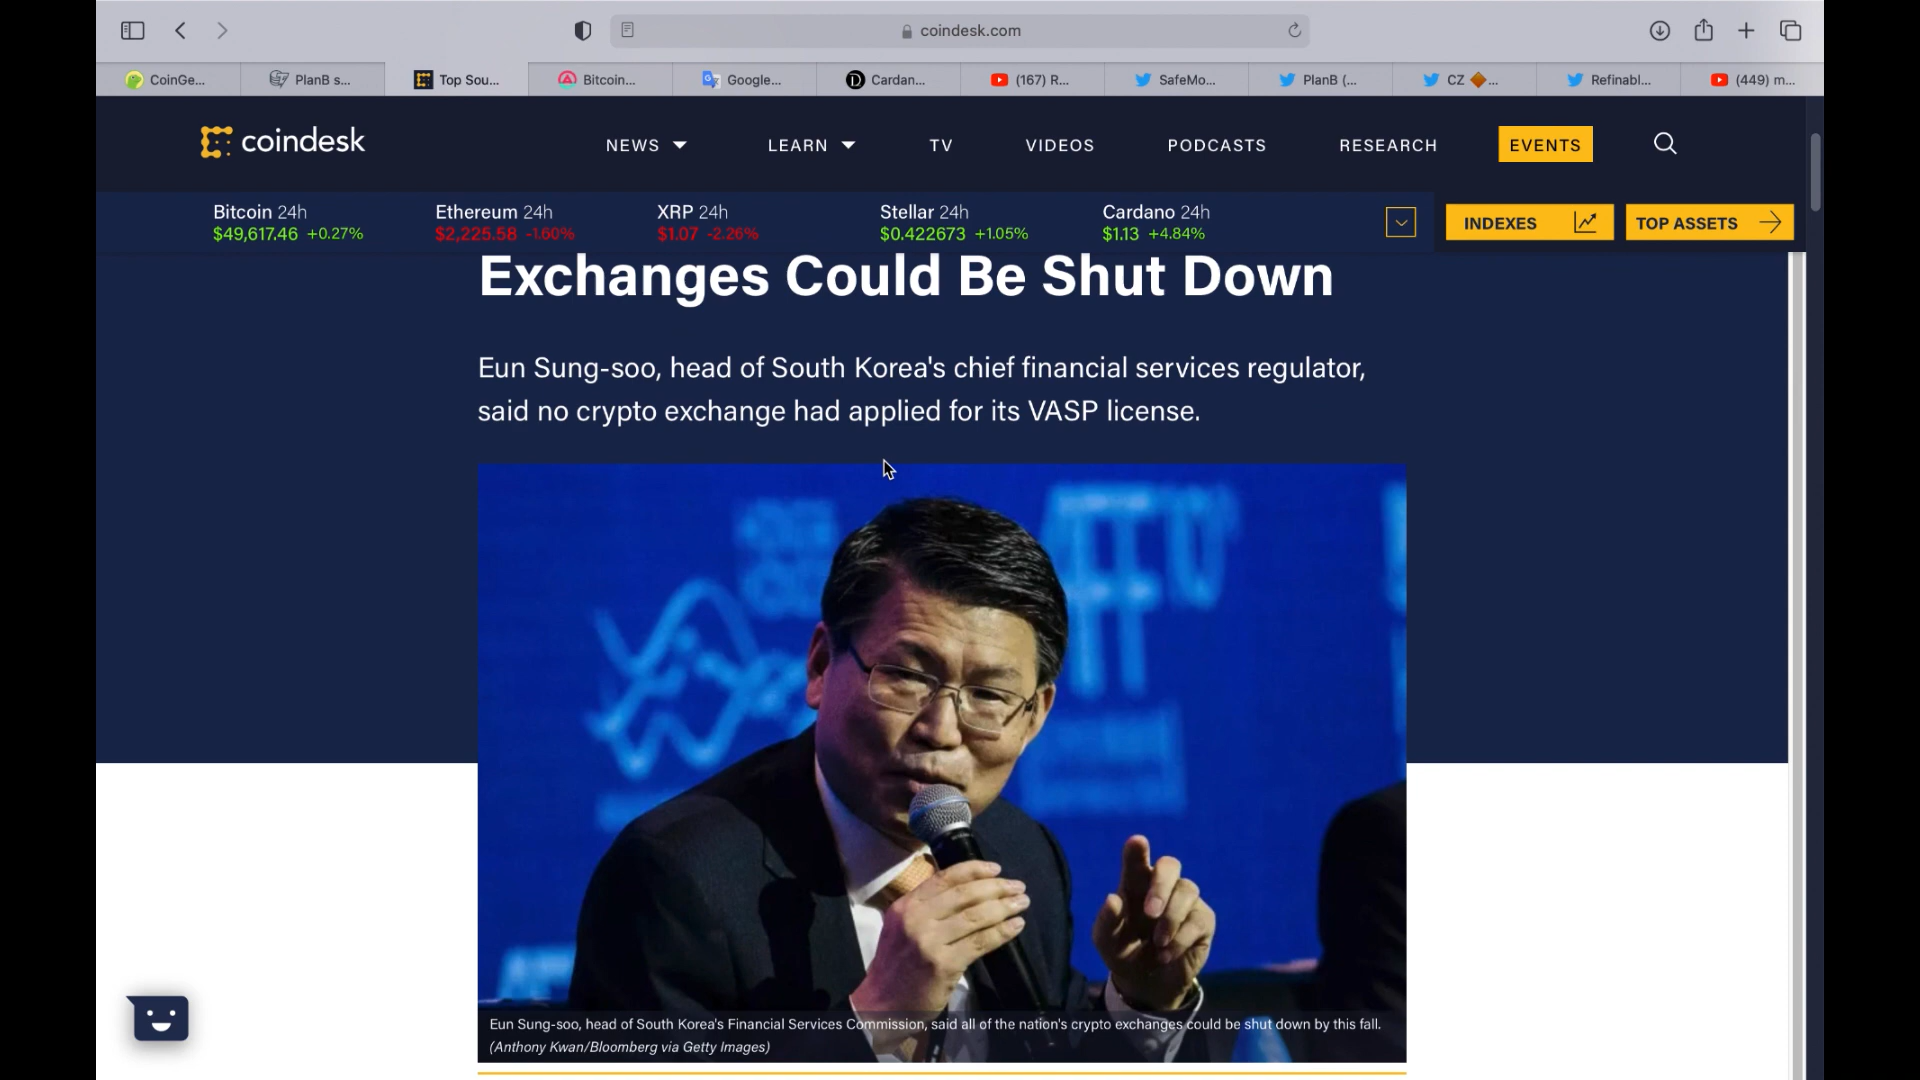 coindesk.com
CoinGe...
PlanB s...
Top Sou...
Bitcoin...
Google...
Cardan...
(167) R...
SafeMo...
PlanB (...
CZ 🔶...
Refinabl...
(449) m...
coindesk
NEWS
LEARN
TV
VIDEOS
PODCASTS
RESEARCH
EVENTS
Bitcoin 24h
$49,617.46 +0.27%
Ethereum 24h
$2,225.58 -1.60%
XRP 24h
$1.07 -2.26%
Stellar 24h
$0.422673 +1.05%
Cardano 24h
$1.13 +4.84%
INDEXES
TOP ASSETS
Exchanges Could Be Shut Down
Eun Sung-soo, head of South Korea's chief financial services regulator,
said no crypto exchange had applied for its VASP license.
Eun Sung-soo, head of South Korea's Financial Services Commission, said all of the nation's crypto exchanges could be shut down by this fall.
(Anthony Kwan/Bloomberg via Getty Images)